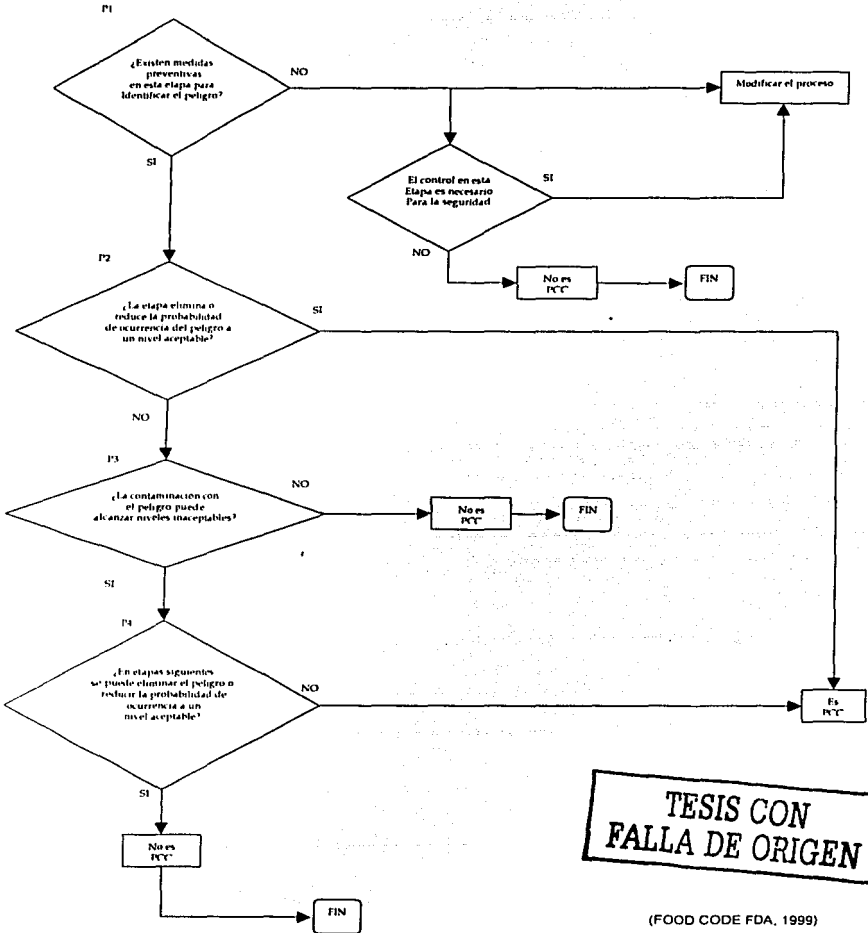 P1
¿Existen medidas
preventivas
en esta etapa para
Identificar el peligro?
NO
Modificar el proceso
SI
El control en esta
Etapa es necesario
Para la seguridad
SI
NO
No es
PCC
FIN
P2
¿La etapa elimina o
reduce la probabilidad
de ocurrencia del peligro a
un nivel aceptable?
SI
NO
P3
¿La contaminación con
el peligro puede
alcanzar niveles inaceptables?
NO
No es
PCC
FIN
SI
P4
¿En etapas siguientes
se puede eliminar el peligro o
reducir la probabilidad de
ocurrencia a un
nivel aceptable?
NO
Es
PCC
SI
No es
PCC
FIN
TESIS CON
FALLA DE ORIGEN
(FOOD CODE FDA, 1999)